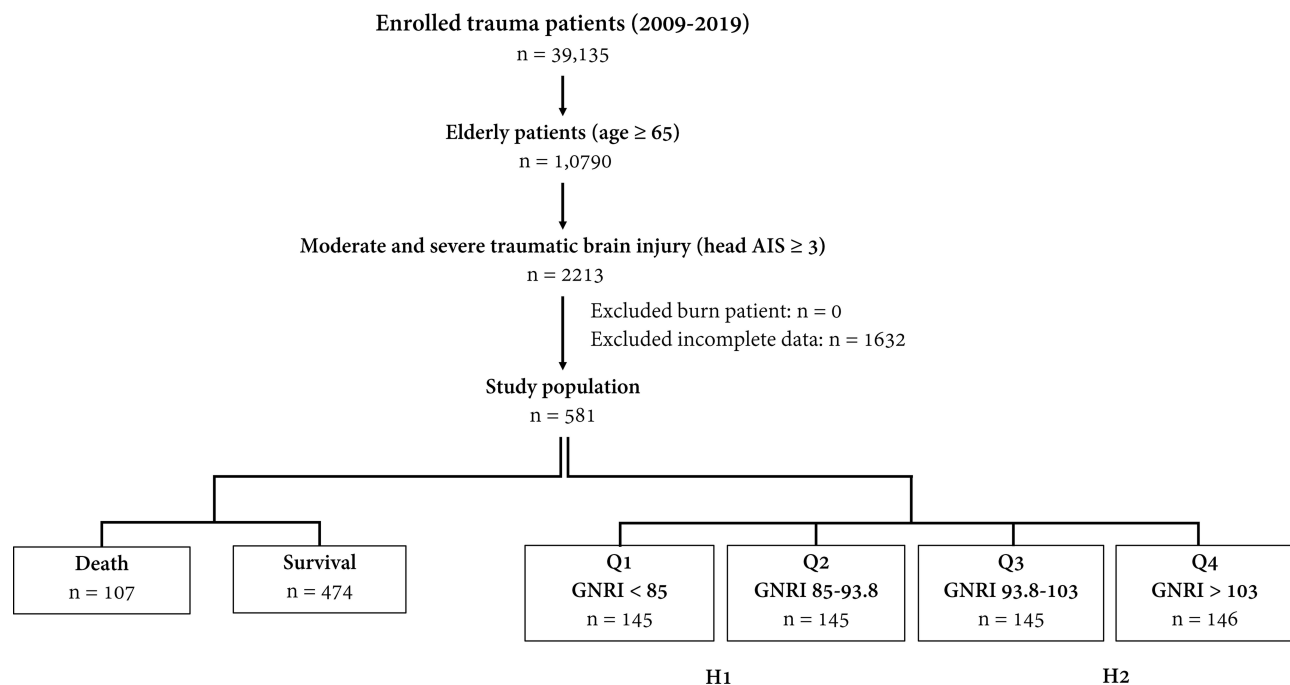 Enrolled trauma patients (2009-2019)
n = 39,135
Elderly patients (age ≥ 65)
n = 1,0790
Moderate and severe traumatic brain injury (head AIS ≥ 3)
n = 2213
Excluded burn patient: n = 0
Excluded incomplete data: n = 1632
Study population
n = 581
Death
n = 107
Survival
n = 474
Q1
GNRI < 85
n = 145
Q2
GNRI 85-93.8
n = 145
Q3
GNRI 93.8-103
n = 145
Q4
GNRI > 103
n = 146
H1
H2